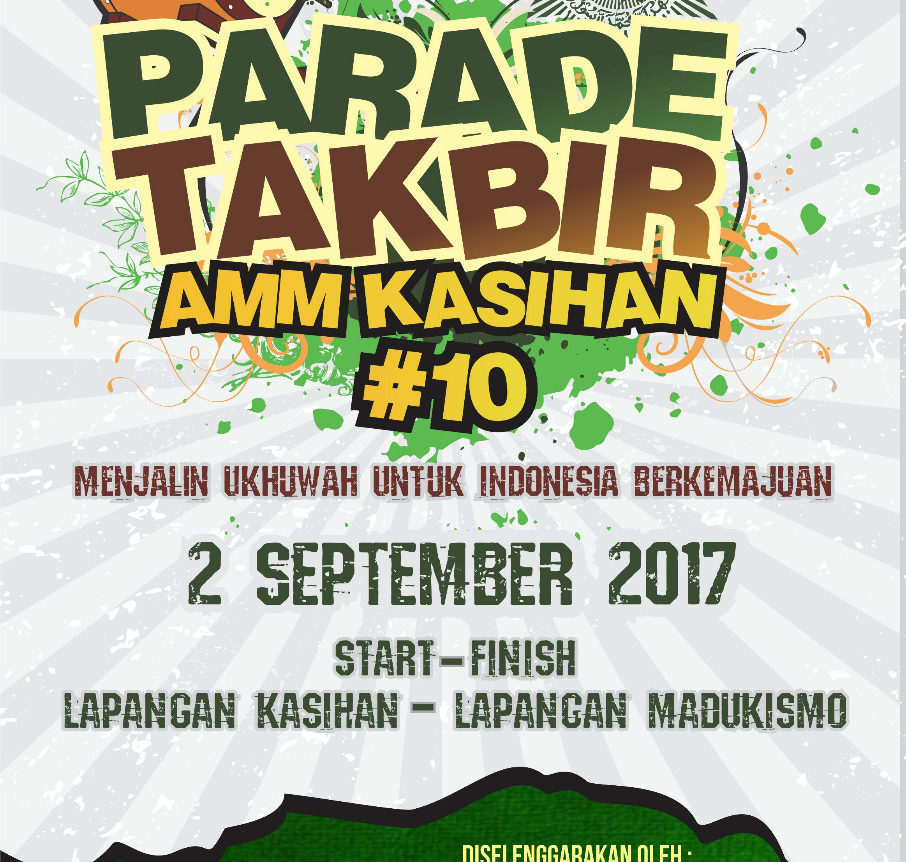 PARADE
TAKBIR
AMM KASIHAN
#10
MENJALIN UKHUWAH UNTUK INDONESIA BERKEMAJUAN
2 SEPTEMBER 2017
START-FINISH
LAPANGAN KASIHAN - LAPANGAN MADUKISMO
DISELENGGARAKAN OLEH :